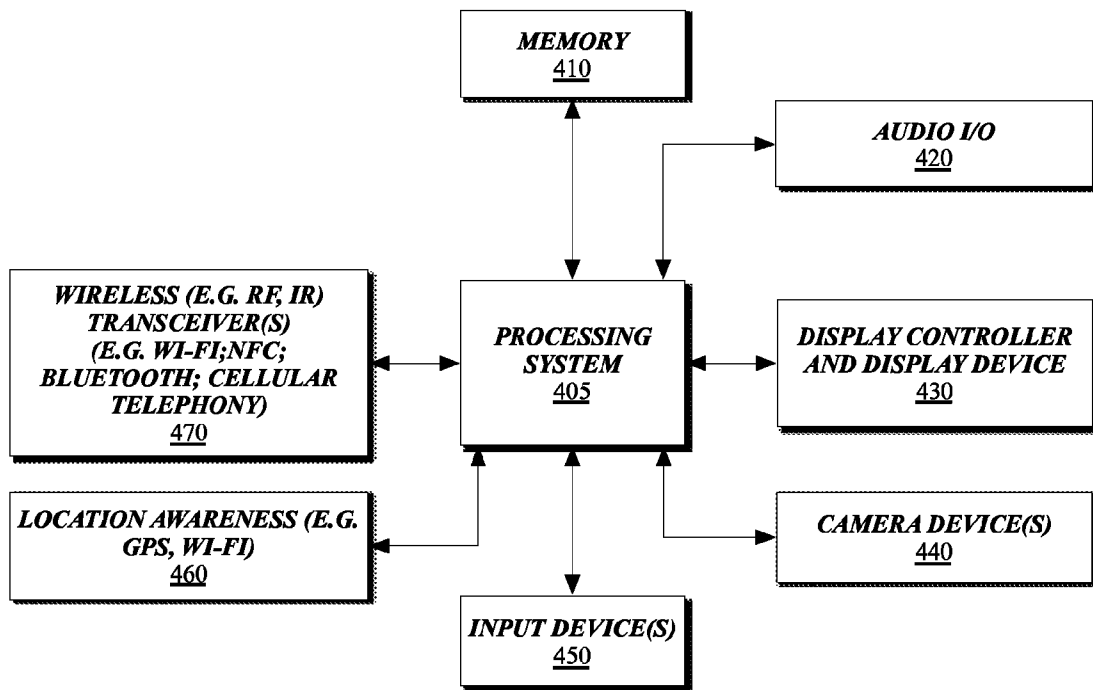 MEMORY
410
AUDIO I/O
420
WIRELESS (E.G. RF, IR)
TRANSCEIVER(S)
(E.G. WI-FI;NFC;
BLUETOOTH; CELLULAR
TELEPHONY)
470
PROCESSING
SYSTEM
405
DISPLAY CONTROLLER
AND DISPLAY DEVICE
430
LOCATION AWARENESS (E.G.
GPS, WI-FI)
460
CAMERA DEVICE(S)
440
INPUT DEVICE(S)
450